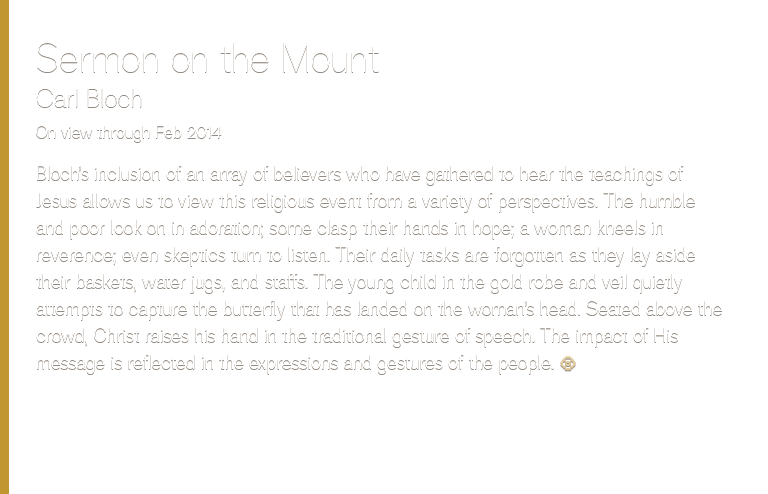 Sermon on the Mount
Carl Bloch
On view through Feb 2014
Bloch's inclusion of an array of believers who have gathered to hear the teachings of
Jesus allows us to view this religious event from a variety of perspectives. The humble
and poor look on in adoration; some clasp their hands in hope; a woman kneels in
reverence; even skeptics turn to listen. Their daily tasks are forgotten as they lay aside
their baskets, water jugs, and staffs. The young child in the gold robe and veil quietly
attempts to capture the butterfly that has landed on the woman's head. Seated above the
crowd, Christ raises his hand in the traditional gesture of speech. The impact of His
message is reflected in the expressions and gestures of the people.